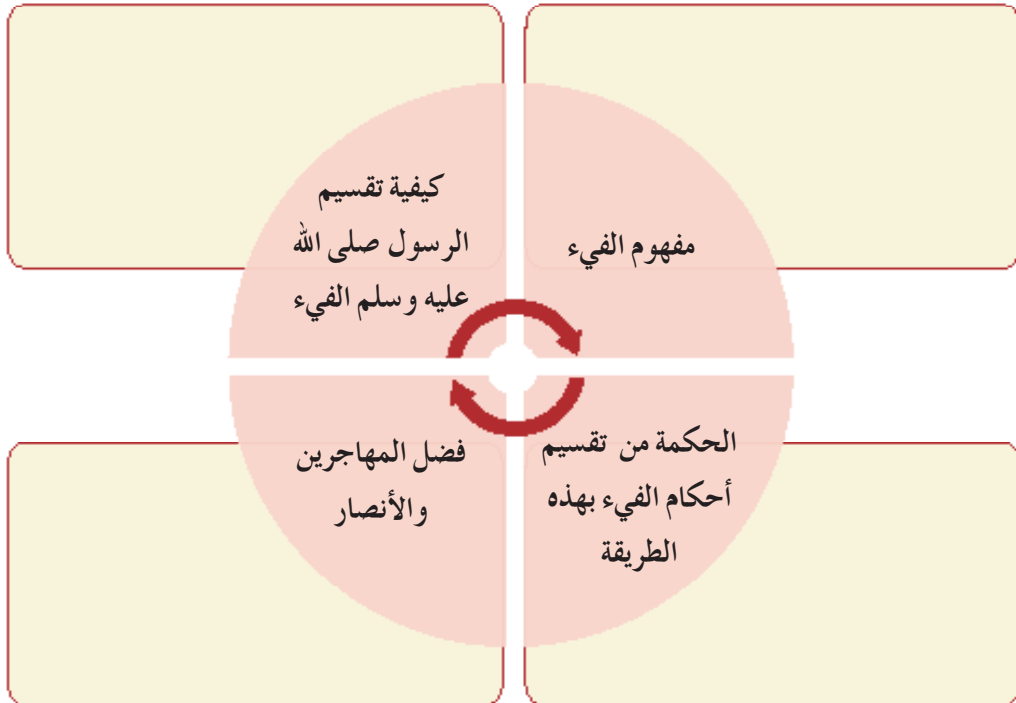 مفهوم الفيء
كيفية تقسيم
الرسول صلى الله
عليه وسلم الفيء
الحكمة من تقسيم
أحكام الفيء بهذه
الطريقة
فضل المهاجرين
والأنصار